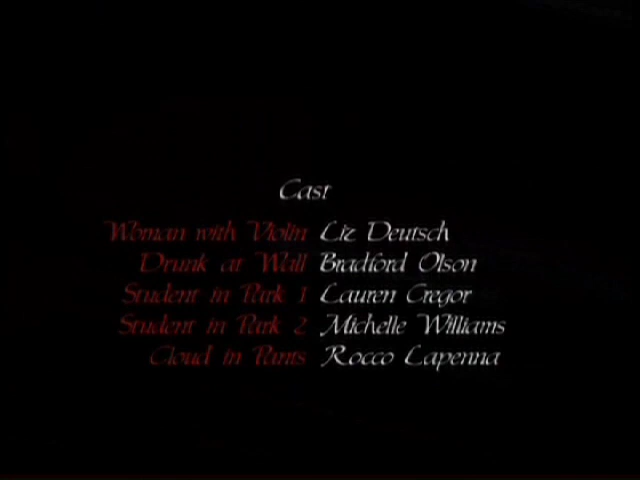 Cast
Woman with Violin Liz Deutsch
Drunk at Wall Bradford Olson
Student in Park 1 Lauren Gregor
Student in Park 2 Michelle Williams
Cloud in Pants Rocco Lapenna